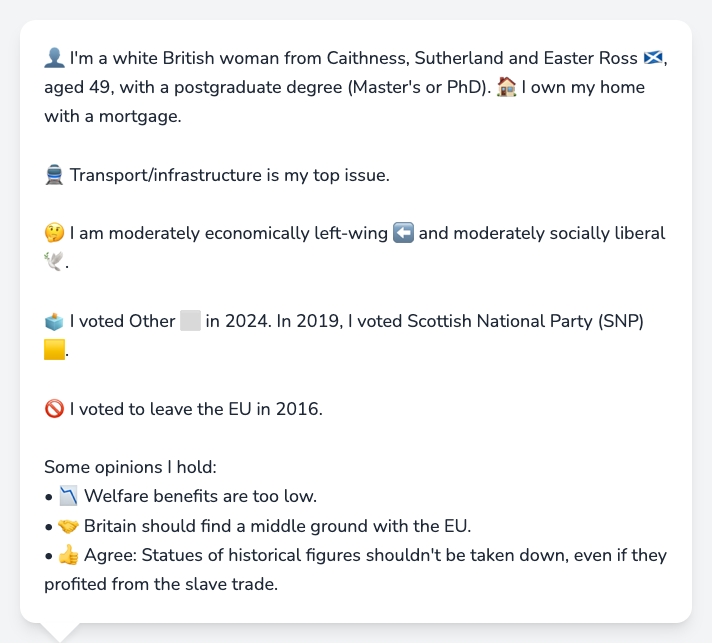 👤 I'm a white British woman from Caithness, Sutherland and Easter Ross 🏴󠁧󠁢󠁳󠁣󠁴󠁿,
aged 49, with a postgraduate degree (Master's or PhD). 🏠 I own my home
with a mortgage.
🚆 Transport/infrastructure is my top issue.
🤔 I am moderately economically left-wing ⬅️ and moderately socially liberal
🕊️.
🗳️ I voted Other ⬜ in 2024. In 2019, I voted Scottish National Party (SNP)
🟨.
🚫 I voted to leave the EU in 2016.
Some opinions I hold:
• 📉 Welfare benefits are too low.
• 🤝 Britain should find a middle ground with the EU.
• 👍 Agree: Statues of historical figures shouldn't be taken down, even if they
profited from the slave trade.